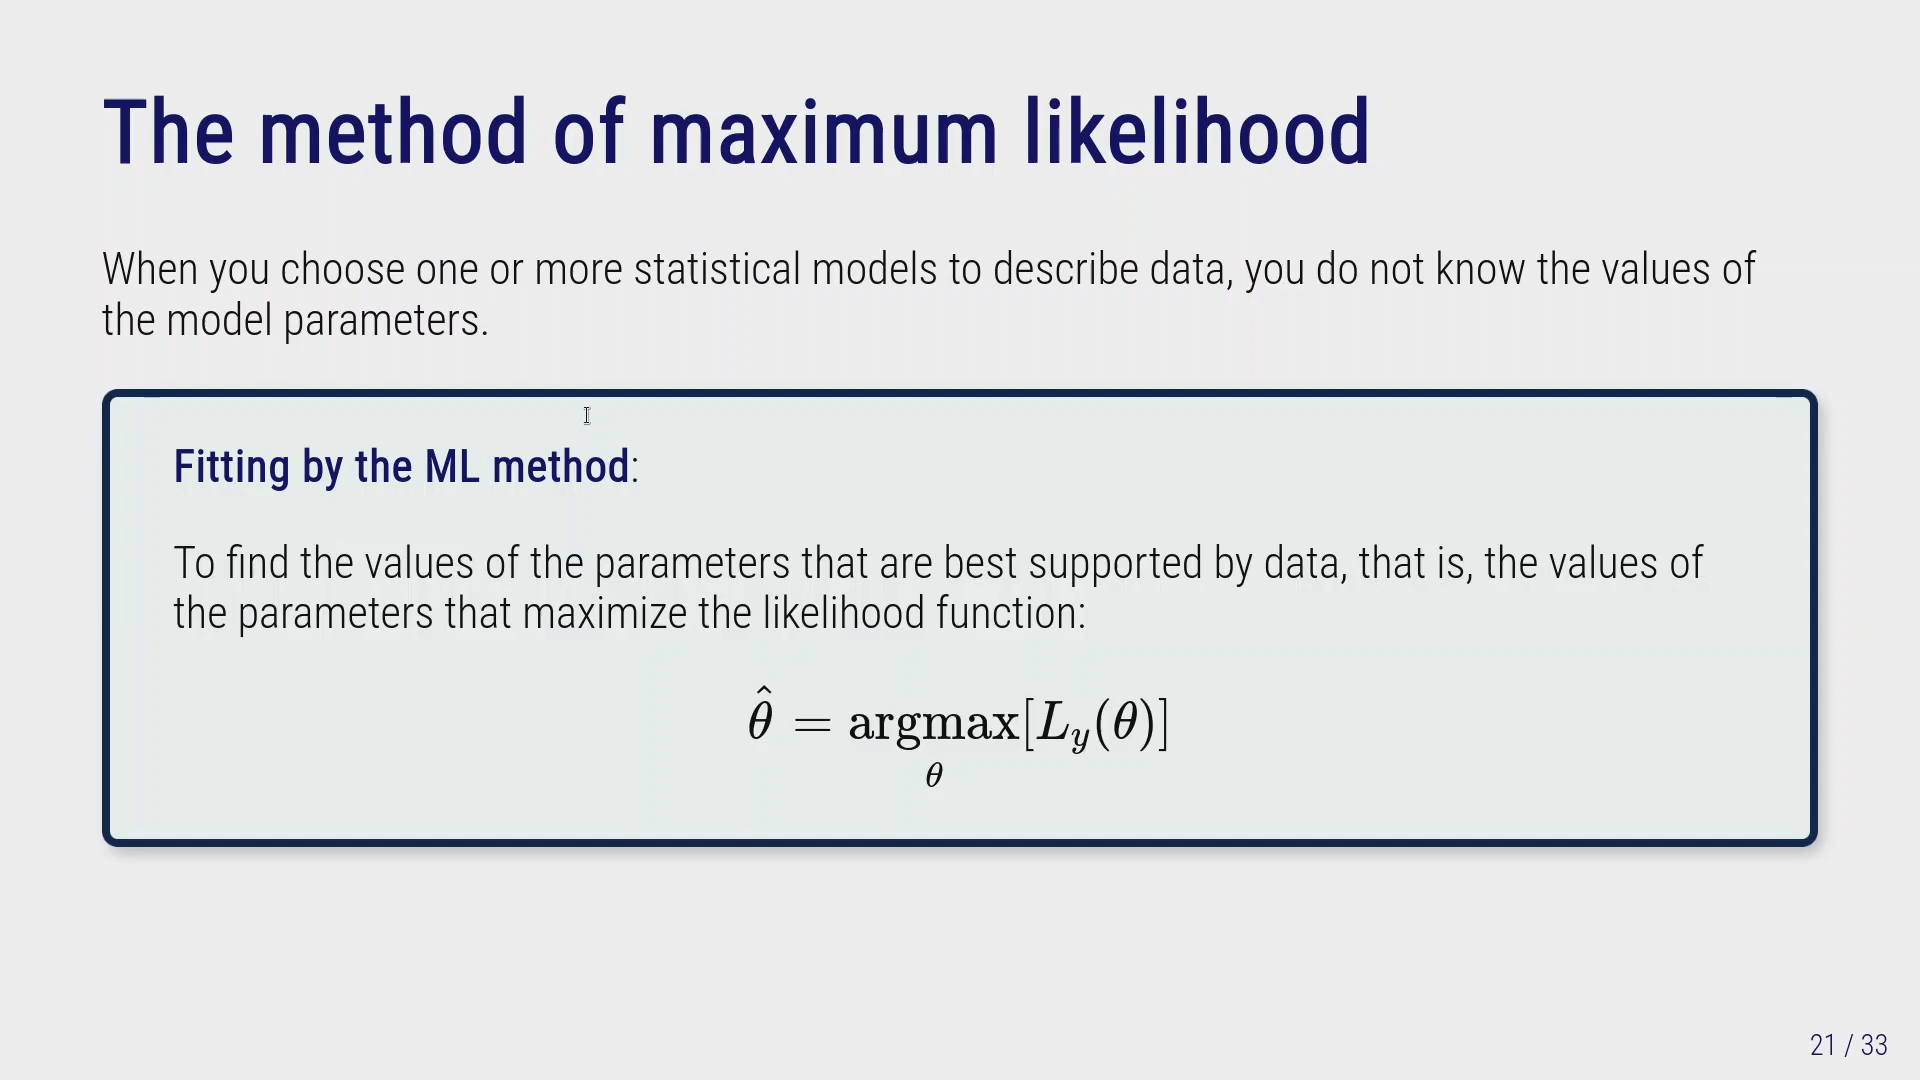 The method of maximum likelihood
When you choose one or more statistical models to describe data, you do not know the values of
the model parameters.
Fitting by the ML method:
To find the values of the parameters that are best supported by data, that is, the values of
the parameters that maximize the likelihood function:
θ̂ = argmax[L_y(θ)]
θ
21 / 33